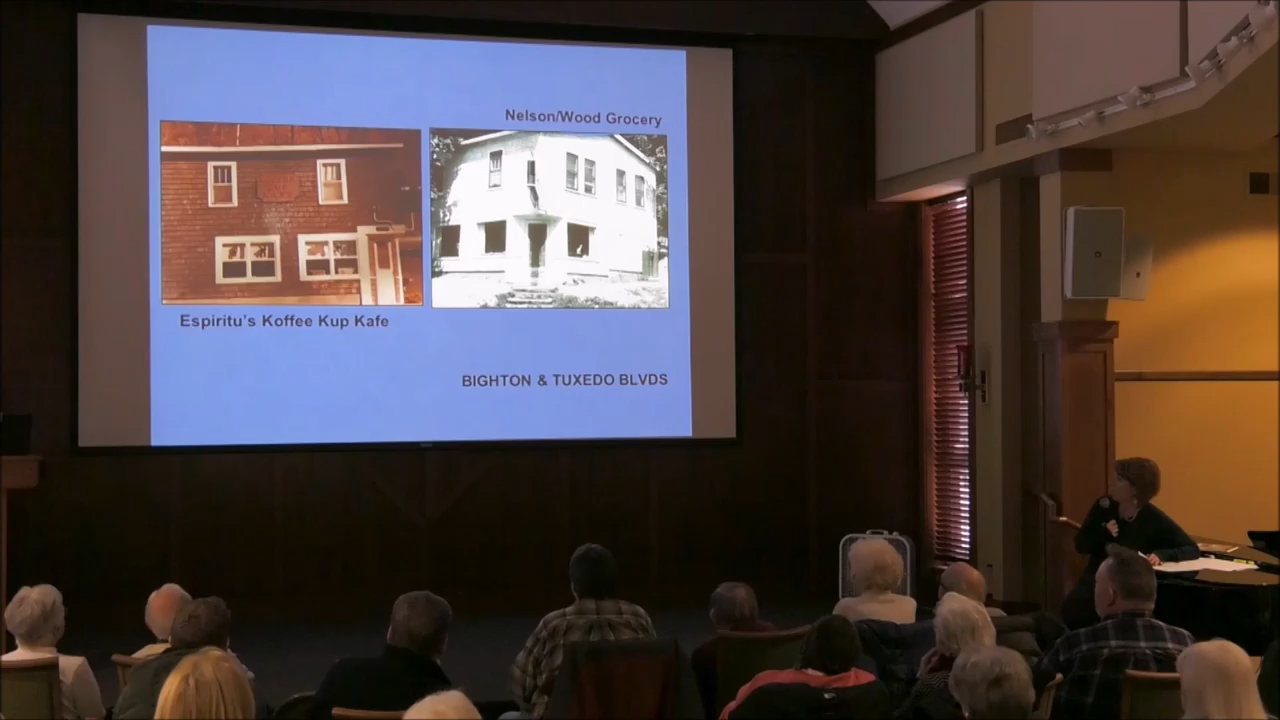 Nelson/Wood Grocery
Espiritu's Koffee Kup Kafe
BIGHTON & TUXEDO BLVDS